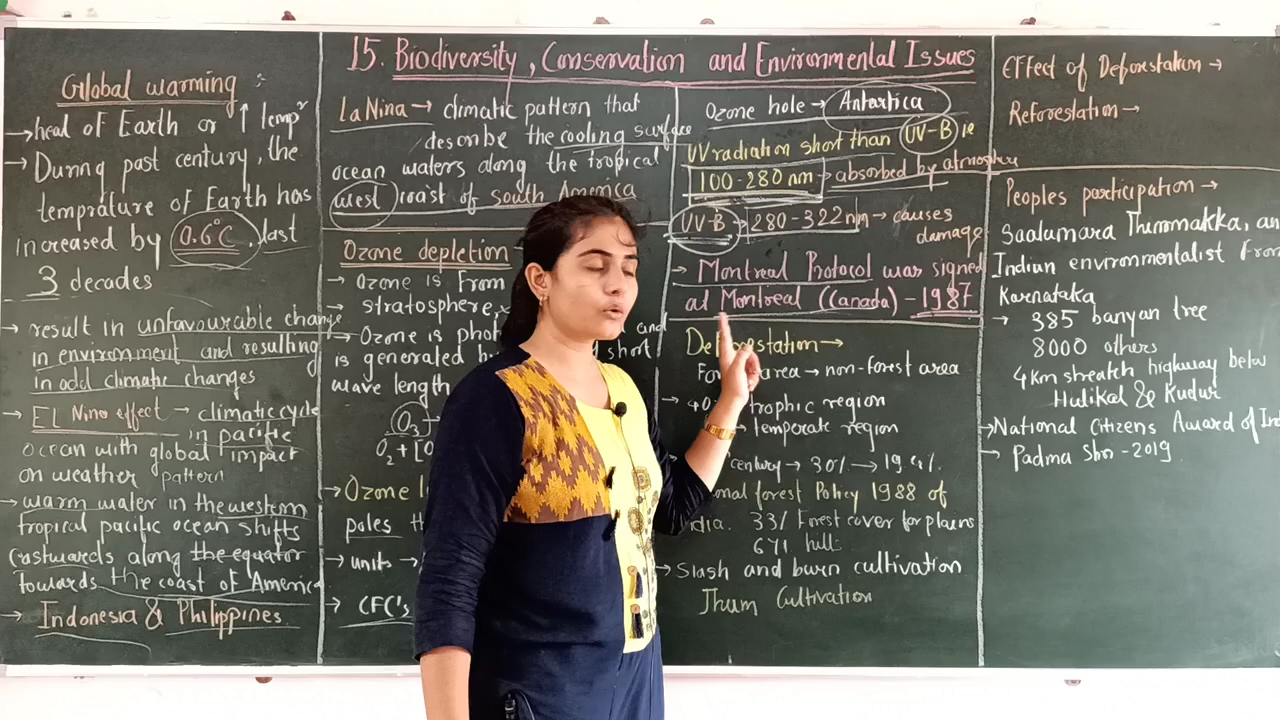 15. Biodiversity, Conservation and Environmental Issues
Global warming :
→ heal of Earth or ↑ temp^r
→ During past century, the
temprature of Earth has
increased by 0.6°C, last
3 decades
→ result in unfavourable change
in environment and resulting
in odd climatic changes
→ EL Nino effect → climatic cycle
in pacific
ocean with global impact
on weather pattern
→ warm water in the western
tropical pacific ocean shifts
eastwards along the equator
towards the coast of America
→ Indonesia & Philippines
La Nina → climatic pattern that
describe the cooling surface
ocean waters along the tropical
west coast of South America
Ozone depletion
→ Ozone is from
→ stratosphere,
→ Ozone is and
is generated short
wave length
O3
O2 +
→ Ozone
poles
→ units →
→ CFC's
Ozone hole → Antartica
UV radiation short than UV-B ie
100-280 nm → absorbed by atmosphere
UV-B → 280-322 nm → causes
damage
→ Montreal Protocol was signed
at Montreal (Canada) - 1987
Deforestation →
area → non-forest area
→ trophic region
→ temperate region
century → 30% → 19.4%.
forest Policy 1988 of
33% Forest cover for plains
67% hill
→ Slash and burn cultivation
Jhum Cultivation
Effect of Deforestation →
Reforestation →
Peoples participation →
Saalumara Thimmakka, an
Indian environmentalist from
Karnataka
→ 385 banyan tree
8000 others
4km streatch highway betw
Hulikal & Kudur
→ National Citizens Award of Ind
→ Padma Shri - 2019